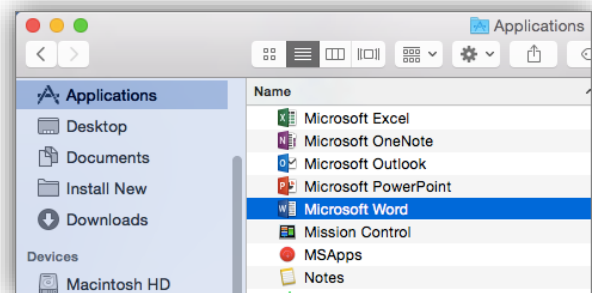 Applications
Applications
Desktop
Documents
Install New
Downloads
Devices
Macintosh HD
Name
Microsoft Excel
Microsoft OneNote
Microsoft Outlook
Microsoft PowerPoint
Microsoft Word
Mission Control
MSApps
Notes